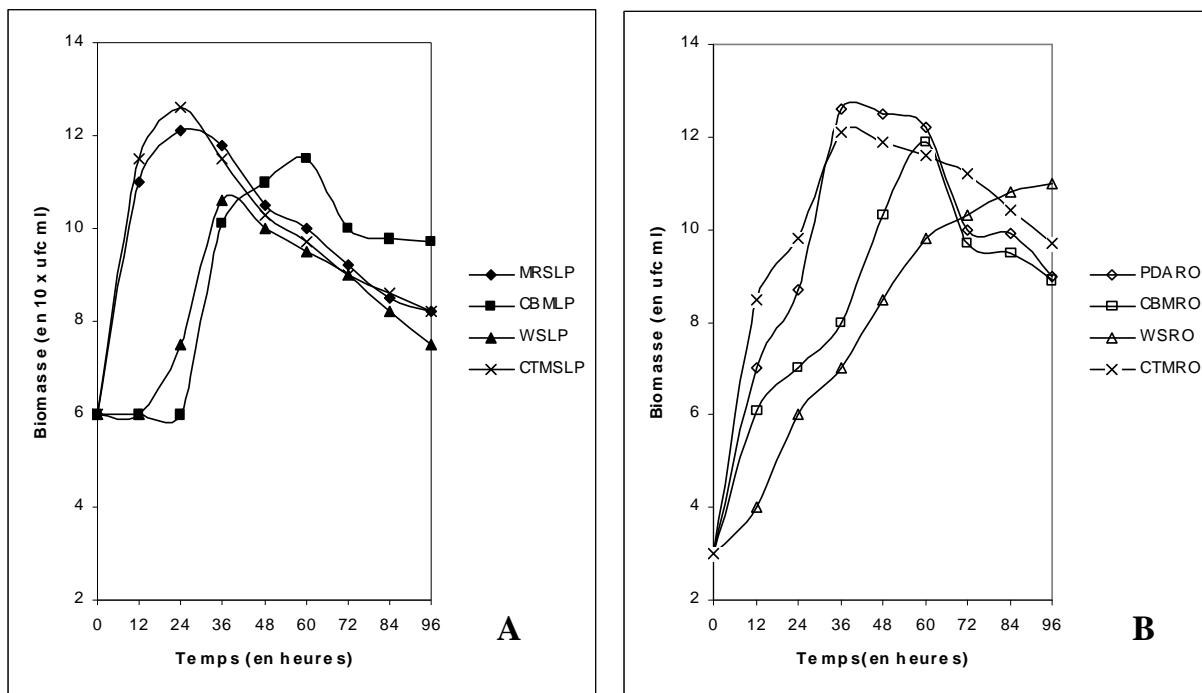 14
12
10
8
6
4
2
0 12 24 36 48 60 72 84 96
Biomasse (en 10 x ufc ml)
Temps (en heures)
MRSLP
CBMLP
WSLP
CTMSLP
A
14
12
10
8
6
4
2
0 12 24 36 48 60 72 84 96
Biomasse (en ufc ml)
Temps(en heures)
PDARO
CBMRO
WSRO
CTMRO
B